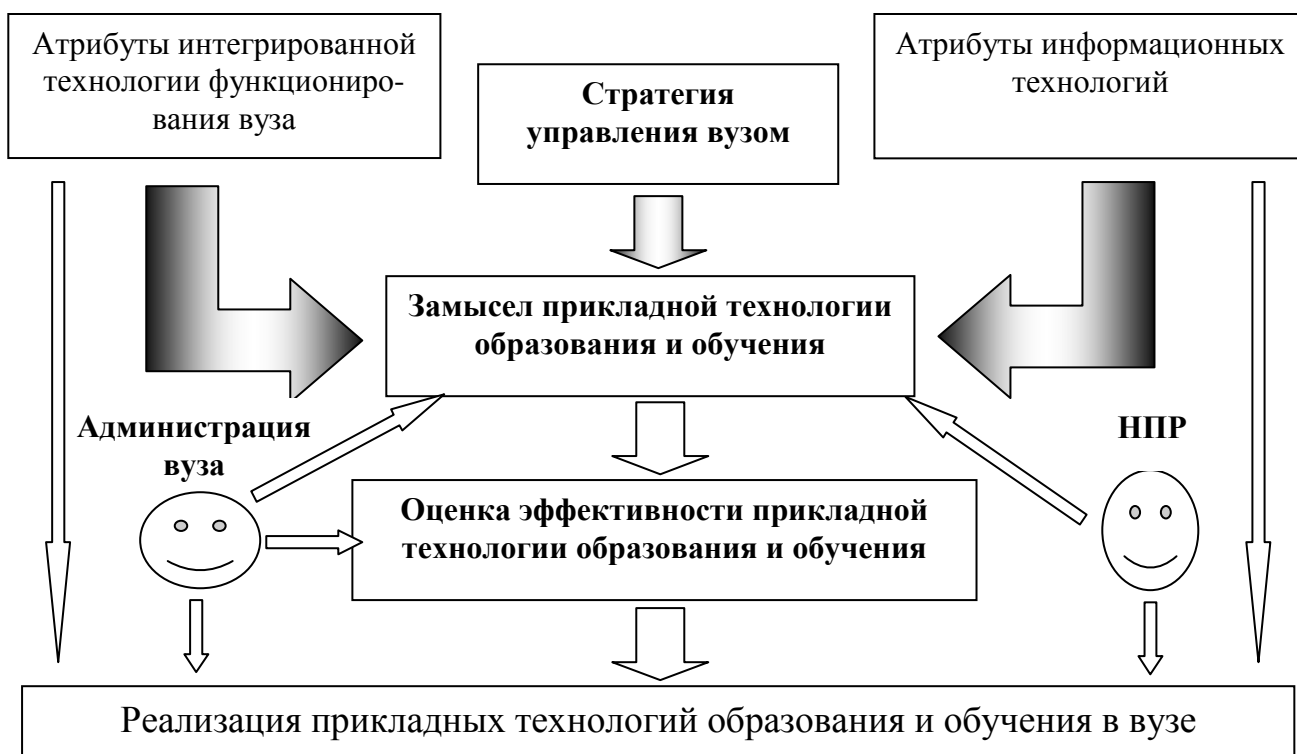 Атрибуты интегрированной
технологии функциониро-
вания вуза
Стратегия
управления вузом
Атрибуты информационных
технологий
Замысел прикладной технологии
образования и обучения
Администрация
вуза
НПР
Оценка эффективности прикладной
технологии образования и обучения
Реализация прикладных технологий образования и обучения в вузе